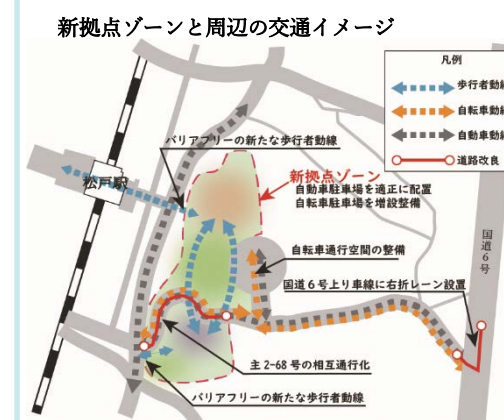 新拠点ゾーンと周辺の交通イメージ
凡例
歩行者動線
自転車動線
自動車動線
道路改良
バリアフリーの新たな歩行者動線
松戸駅
新拠点ゾーン
自動車駐車場を適正に配置
自転車駐車場を増設整備
自転車通行空間の整備
国道6号
国道6号上り車線に右折レーン設置
主2-68号の相互通行化
バリアフリーの新たな歩行者動線